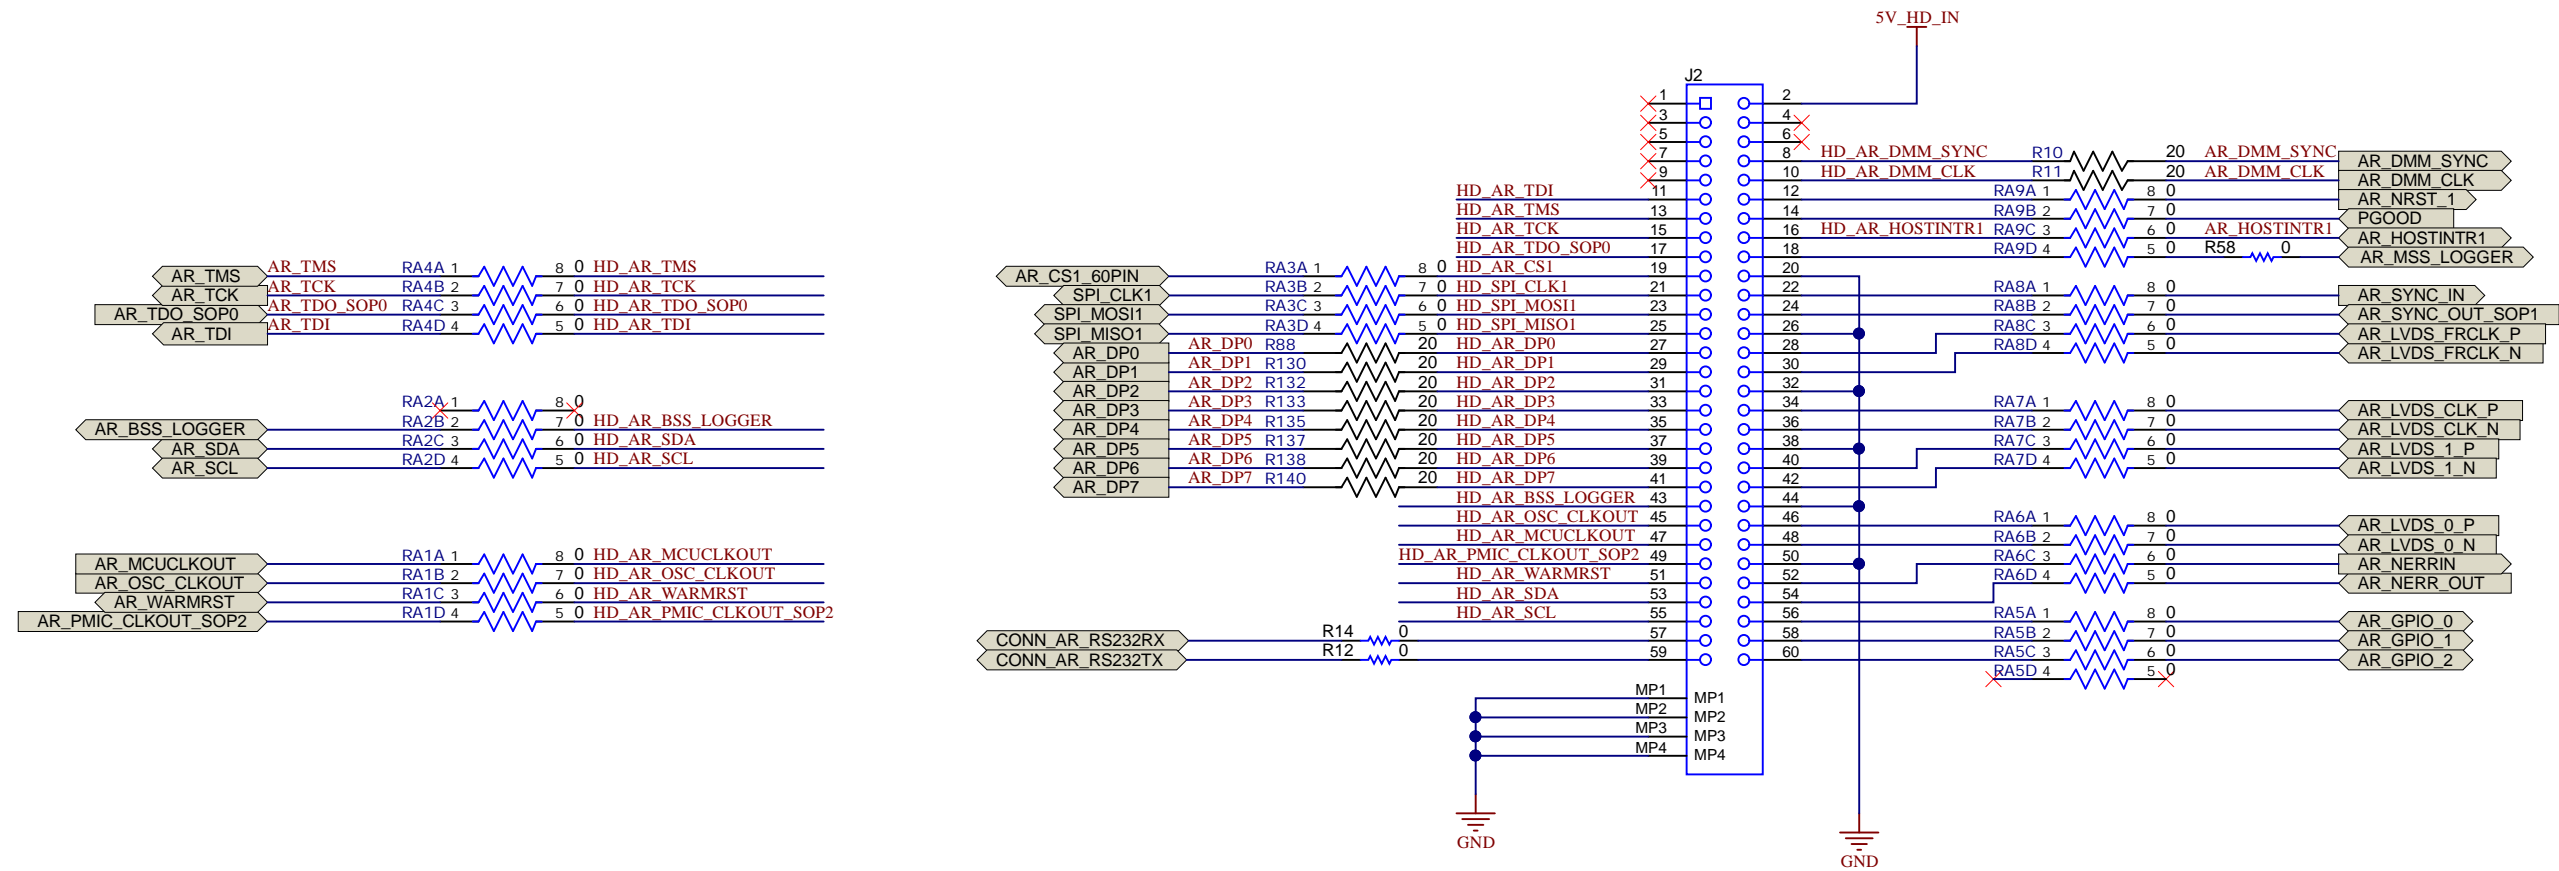 5V_HD_IN
J2
1 2
3 4
5 6
7 8 HD_AR_DMM_SYNC R10 20 AR_DMM_SYNC AR_DMM_SYNC
9 10 HD_AR_DMM_CLK R11 20 AR_DMM_CLK AR_DMM_CLK
HD_AR_TDI 11 12 RA9A 1 8 0 AR_NRST_1
HD_AR_TMS 13 14 RA9B 2 7 0 PGOOD
HD_AR_TCK 15 16 HD_AR_HOSTINTR1 RA9C 3 6 0 AR_HOSTINTR1 AR_HOSTINTR1
HD_AR_TDO_SOP0 17 18 RA9D 4 5 0 R58 0 AR_MSS_LOGGER
AR_TMS AR_TMS RA4A 1 8 0 HD_AR_TMS AR_CS1_60PIN RA3A 1 8 0 HD_AR_CS1 19 20
AR_TCK AR_TCK RA4B 2 7 0 HD_AR_TCK SPI_CLK1 RA3B 2 7 0 HD_SPI_CLK1 21 22 RA8A 1 8 0 AR_SYNC_IN
AR_TDO_SOP0 AR_TDO_SOP0 RA4C 3 6 0 HD_AR_TDO_SOP0 SPI_MOSI1 RA3C 3 6 0 HD_SPI_MOSI1 23 24 RA8B 2 7 0 AR_SYNC_OUT_SOP1
AR_TDI AR_TDI RA4D 4 5 0 HD_AR_TDI SPI_MISO1 RA3D 4 5 0 HD_SPI_MISO1 25 26 RA8C 3 6 0 AR_LVDS_FRCLK_P
AR_DP0 AR_DP0 R88 20 HD_AR_DP0 27 28 RA8D 4 5 0 AR_LVDS_FRCLK_N
AR_DP1 AR_DP1 R130 20 HD_AR_DP1 29 30
AR_DP2 AR_DP2 R132 20 HD_AR_DP2 31 32
RA2A 1 8 0 AR_DP3 AR_DP3 R133 20 HD_AR_DP3 33 34 RA7A 1 8 0 AR_LVDS_CLK_P
AR_BSS_LOGGER RA2B 2 7 0 HD_AR_BSS_LOGGER AR_DP4 AR_DP4 R135 20 HD_AR_DP4 35 36 RA7B 2 7 0 AR_LVDS_CLK_N
AR_SDA RA2C 3 6 0 HD_AR_SDA AR_DP5 AR_DP5 R137 20 HD_AR_DP5 37 38 RA7C 3 6 0 AR_LVDS_1_P
AR_SCL RA2D 4 5 0 HD_AR_SCL AR_DP6 AR_DP6 R138 20 HD_AR_DP6 39 40 RA7D 4 5 0 AR_LVDS_1_N
AR_DP7 AR_DP7 R140 20 HD_AR_DP7 41 42
HD_AR_BSS_LOGGER 43 44
HD_AR_OSC_CLKOUT 45 46 RA6A 1 8 0 AR_LVDS_0_P
HD_AR_MCUCLKOUT 47 48 RA6B 2 7 0 AR_LVDS_0_N
AR_MCUCLKOUT RA1A 1 8 0 HD_AR_MCUCLKOUT HD_AR_PMIC_CLKOUT_SOP2 49 50 RA6C 3 6 0 AR_NERRIN
AR_OSC_CLKOUT RA1B 2 7 0 HD_AR_OSC_CLKOUT HD_AR_WARMRST 51 52 RA6D 4 5 0 AR_NERR_OUT
AR_WARMRST RA1C 3 6 0 HD_AR_WARMRST HD_AR_SDA 53 54
AR_PMIC_CLKOUT_SOP2 RA1D 4 5 0 HD_AR_PMIC_CLKOUT_SOP2 HD_AR_SCL 55 56 RA5A 1 8 0 AR_GPIO_0
CONN_AR_RS232RX R14 0 57 58 RA5B 2 7 0 AR_GPIO_1
CONN_AR_RS232TX R12 0 59 60 RA5C 3 6 0 AR_GPIO_2
RA5D 4 5 0
MP1 MP1
MP2 MP2
MP3 MP3
MP4 MP4
GND
GND